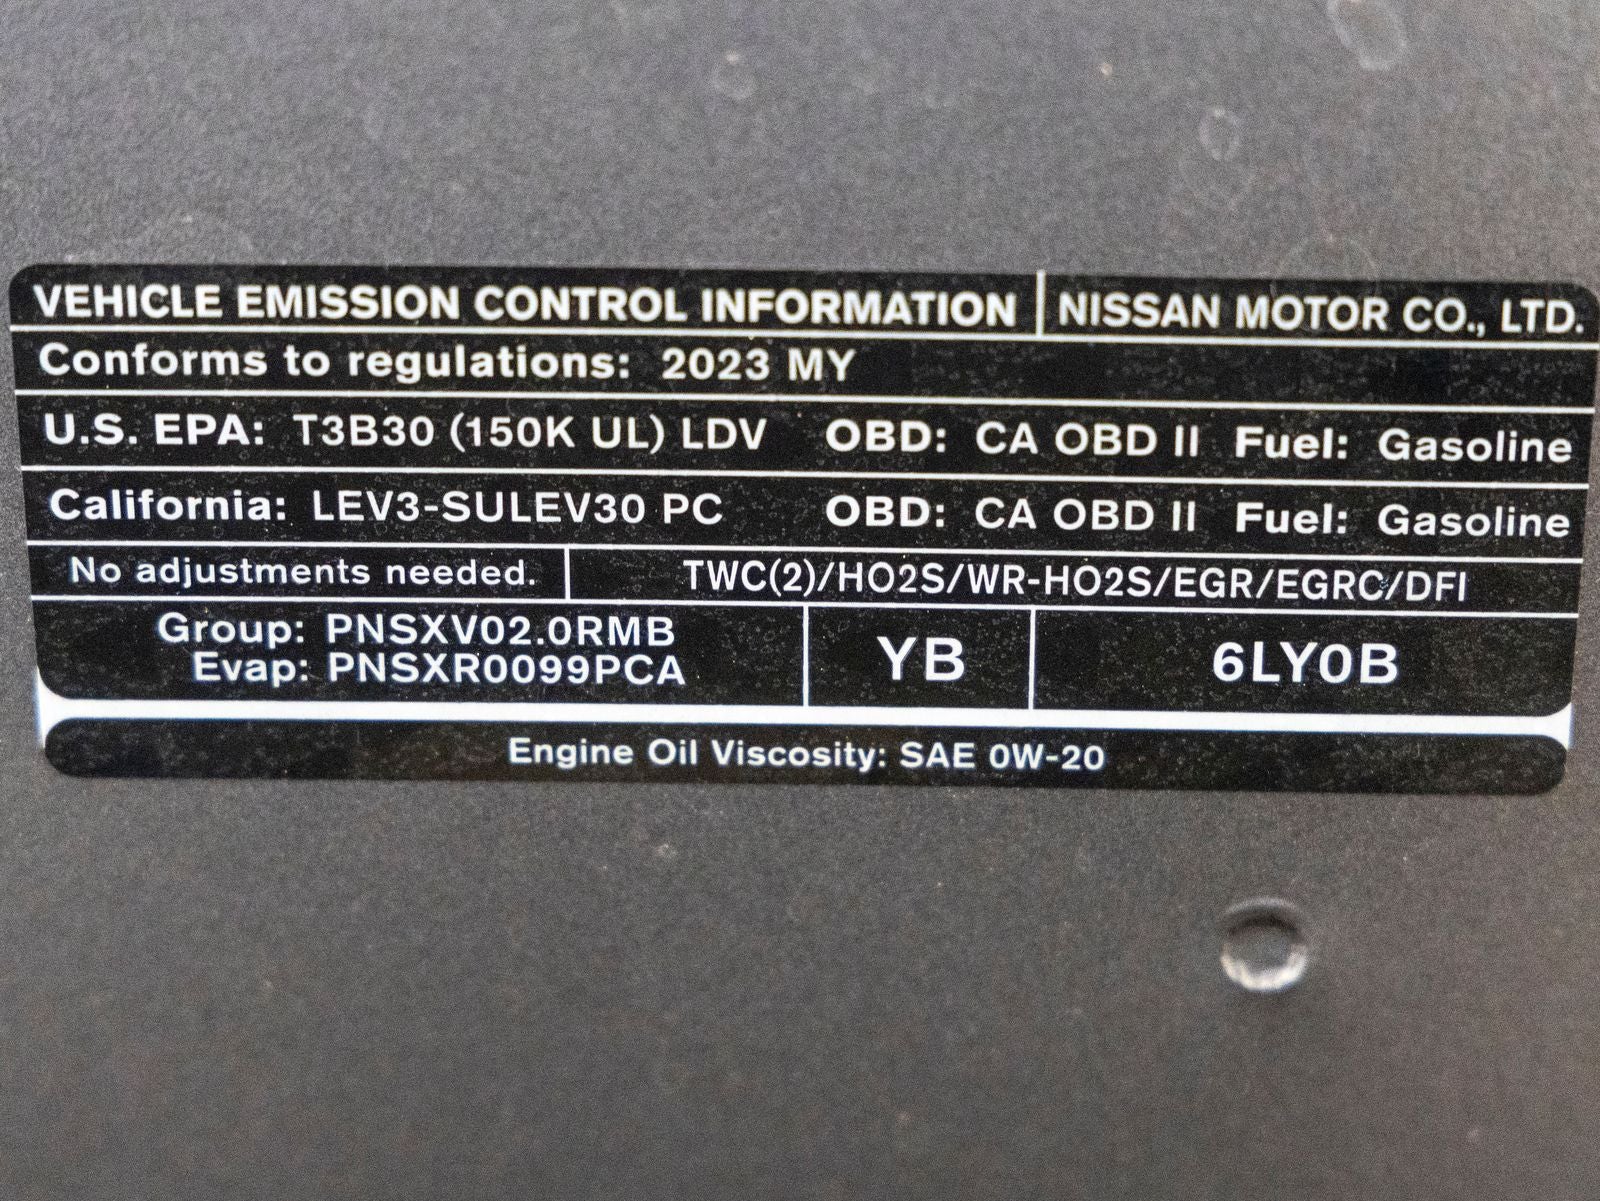 VEHICLE EMISSION CONTROL INFORMATION NISSAN MOTOR CO., LTD.
Conforms to regulations: 2023 MY
U.S. EPA: T3B30 (150K UL) LDV OBD: CA OBD II Fuel: Gasoline
California: LEV3-SULEV30 PC OBD: CA OBD II Fuel: Gasoline
No adjustments needed. TWC(2)/HO2S/WR-HO2S/EGR/EGRC/DFI
Group: PNSXV02.0RMB
Evap: PNSXR0099PCA
YB
6LY0B
Engine Oil Viscosity: SAE 0W-20